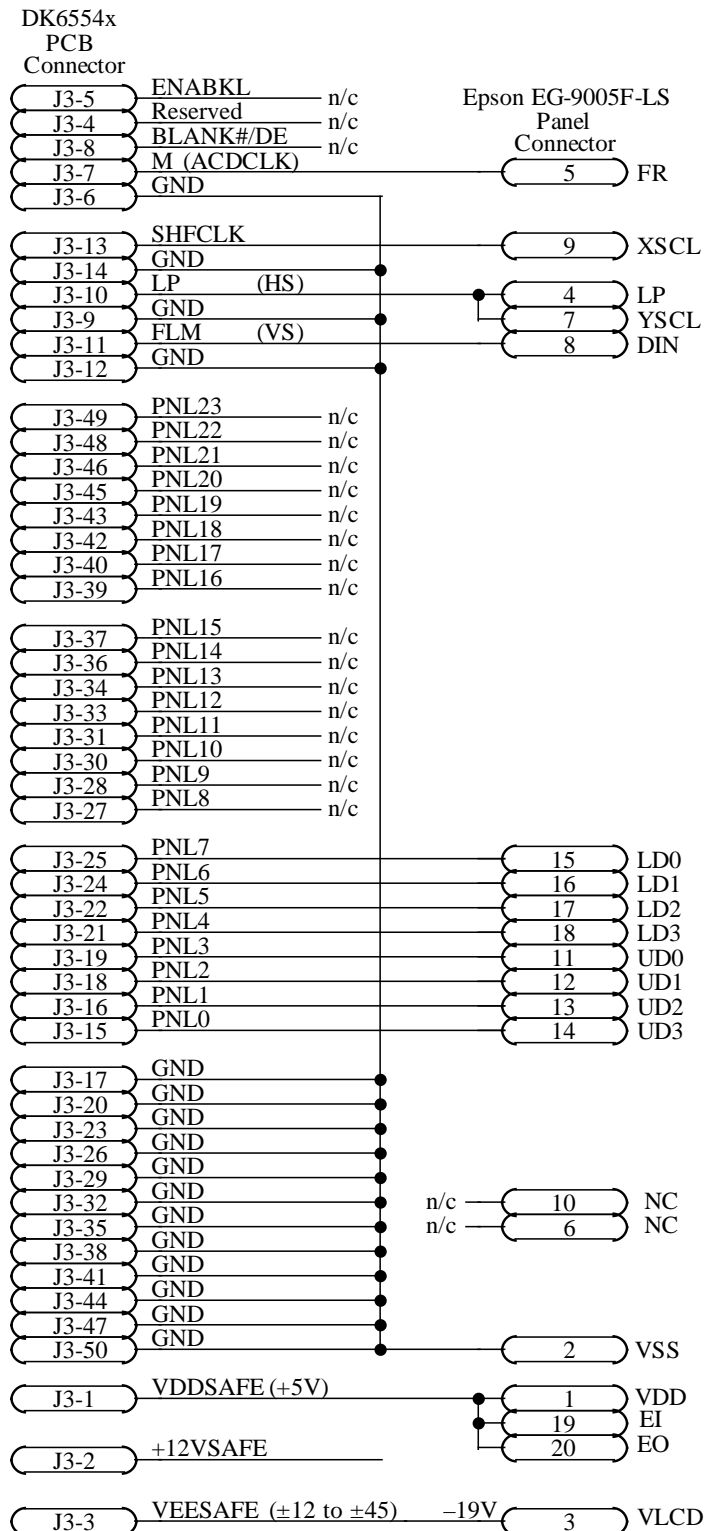 DK6554x
PCB
Connector
Epson EG-9005F-LS
Panel
Connector
J3-5 ENABKL n/c
J3-4 Reserved n/c
J3-8 BLANK#/DE n/c
J3-7 M (ACDCLK) 5 FR
J3-6 GND
J3-13 SHFCLK 9 XSCL
J3-14 GND
J3-10 LP (HS) 4 LP
J3-9 GND 7 YSCL
J3-11 FLM (VS) 8 DIN
J3-12 GND
J3-49 PNL23 n/c
J3-48 PNL22 n/c
J3-46 PNL21 n/c
J3-45 PNL20 n/c
J3-43 PNL19 n/c
J3-42 PNL18 n/c
J3-40 PNL17 n/c
J3-39 PNL16 n/c
J3-37 PNL15 n/c
J3-36 PNL14 n/c
J3-34 PNL13 n/c
J3-33 PNL12 n/c
J3-31 PNL11 n/c
J3-30 PNL10 n/c
J3-28 PNL9 n/c
J3-27 PNL8 n/c
J3-25 PNL7 15 LD0
J3-24 PNL6 16 LD1
J3-22 PNL5 17 LD2
J3-21 PNL4 18 LD3
J3-19 PNL3 11 UD0
J3-18 PNL2 12 UD1
J3-16 PNL1 13 UD2
J3-15 PNL0 14 UD3
J3-17 GND
J3-20 GND
J3-23 GND
J3-26 GND
J3-29 GND
J3-32 GND n/c 10 NC
J3-35 GND n/c 6 NC
J3-38 GND
J3-41 GND
J3-44 GND
J3-47 GND
J3-50 GND 2 VSS
J3-1 VDDSAFE (+5V) 1 VDD
19 EI
J3-2 +12VSAFE 20 EO
J3-3 VEESAFE (±12 to ±45) –19V 3 VLCD